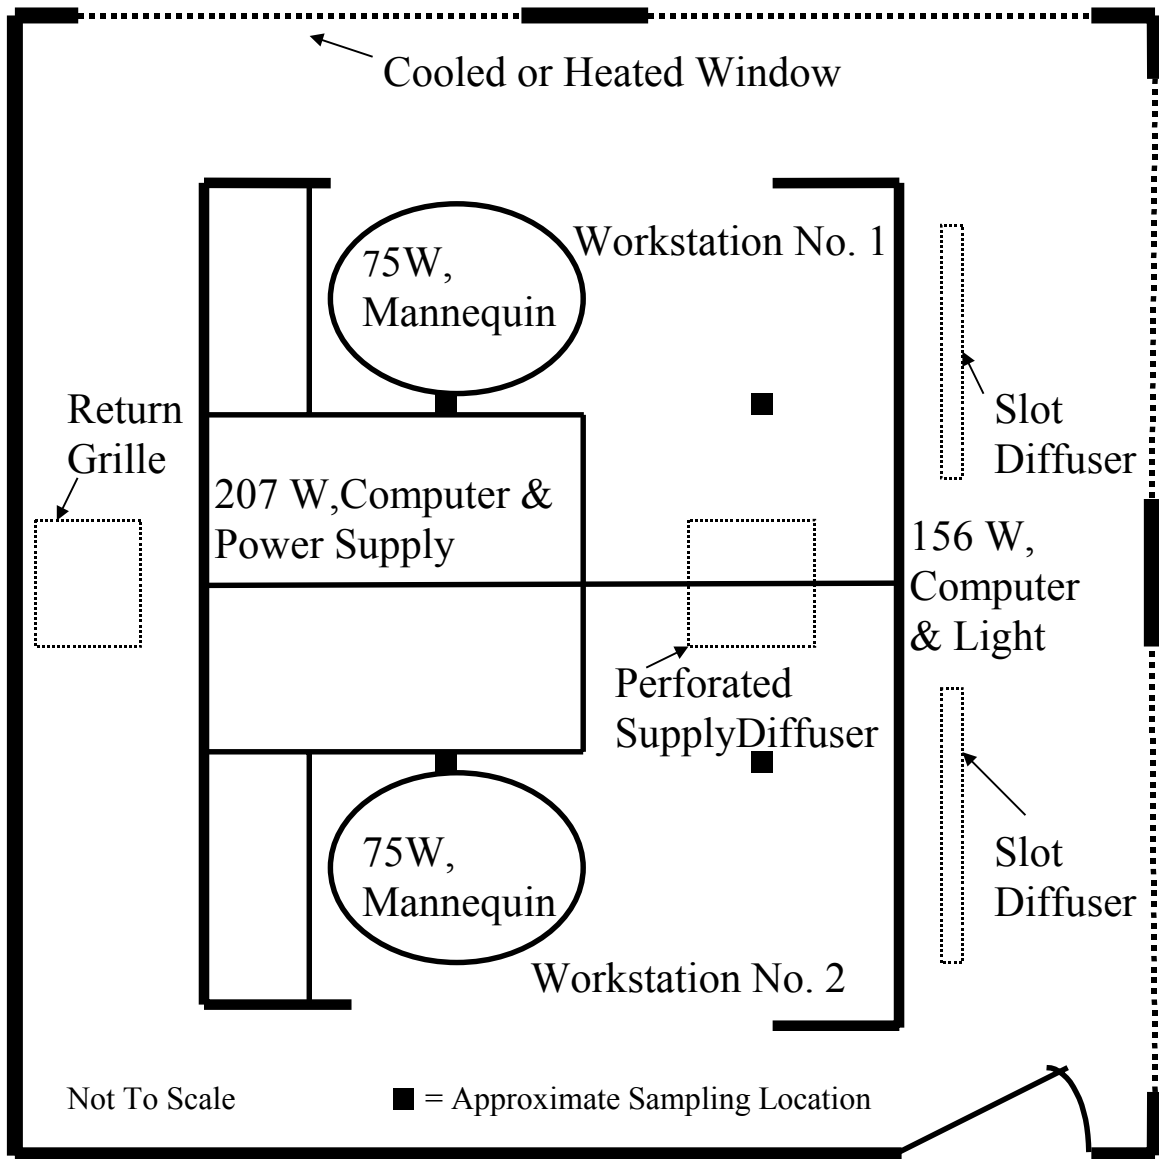 Cooled or Heated Window
Workstation No. 1
75W,
Mannequin
Return
Grille
Slot
Diffuser
207 W,Computer &
Power Supply
156 W,
Computer
& Light
Perforated
SupplyDiffuser
75W,
Mannequin
Slot
Diffuser
Workstation No. 2
Not To Scale
= Approximate Sampling Location